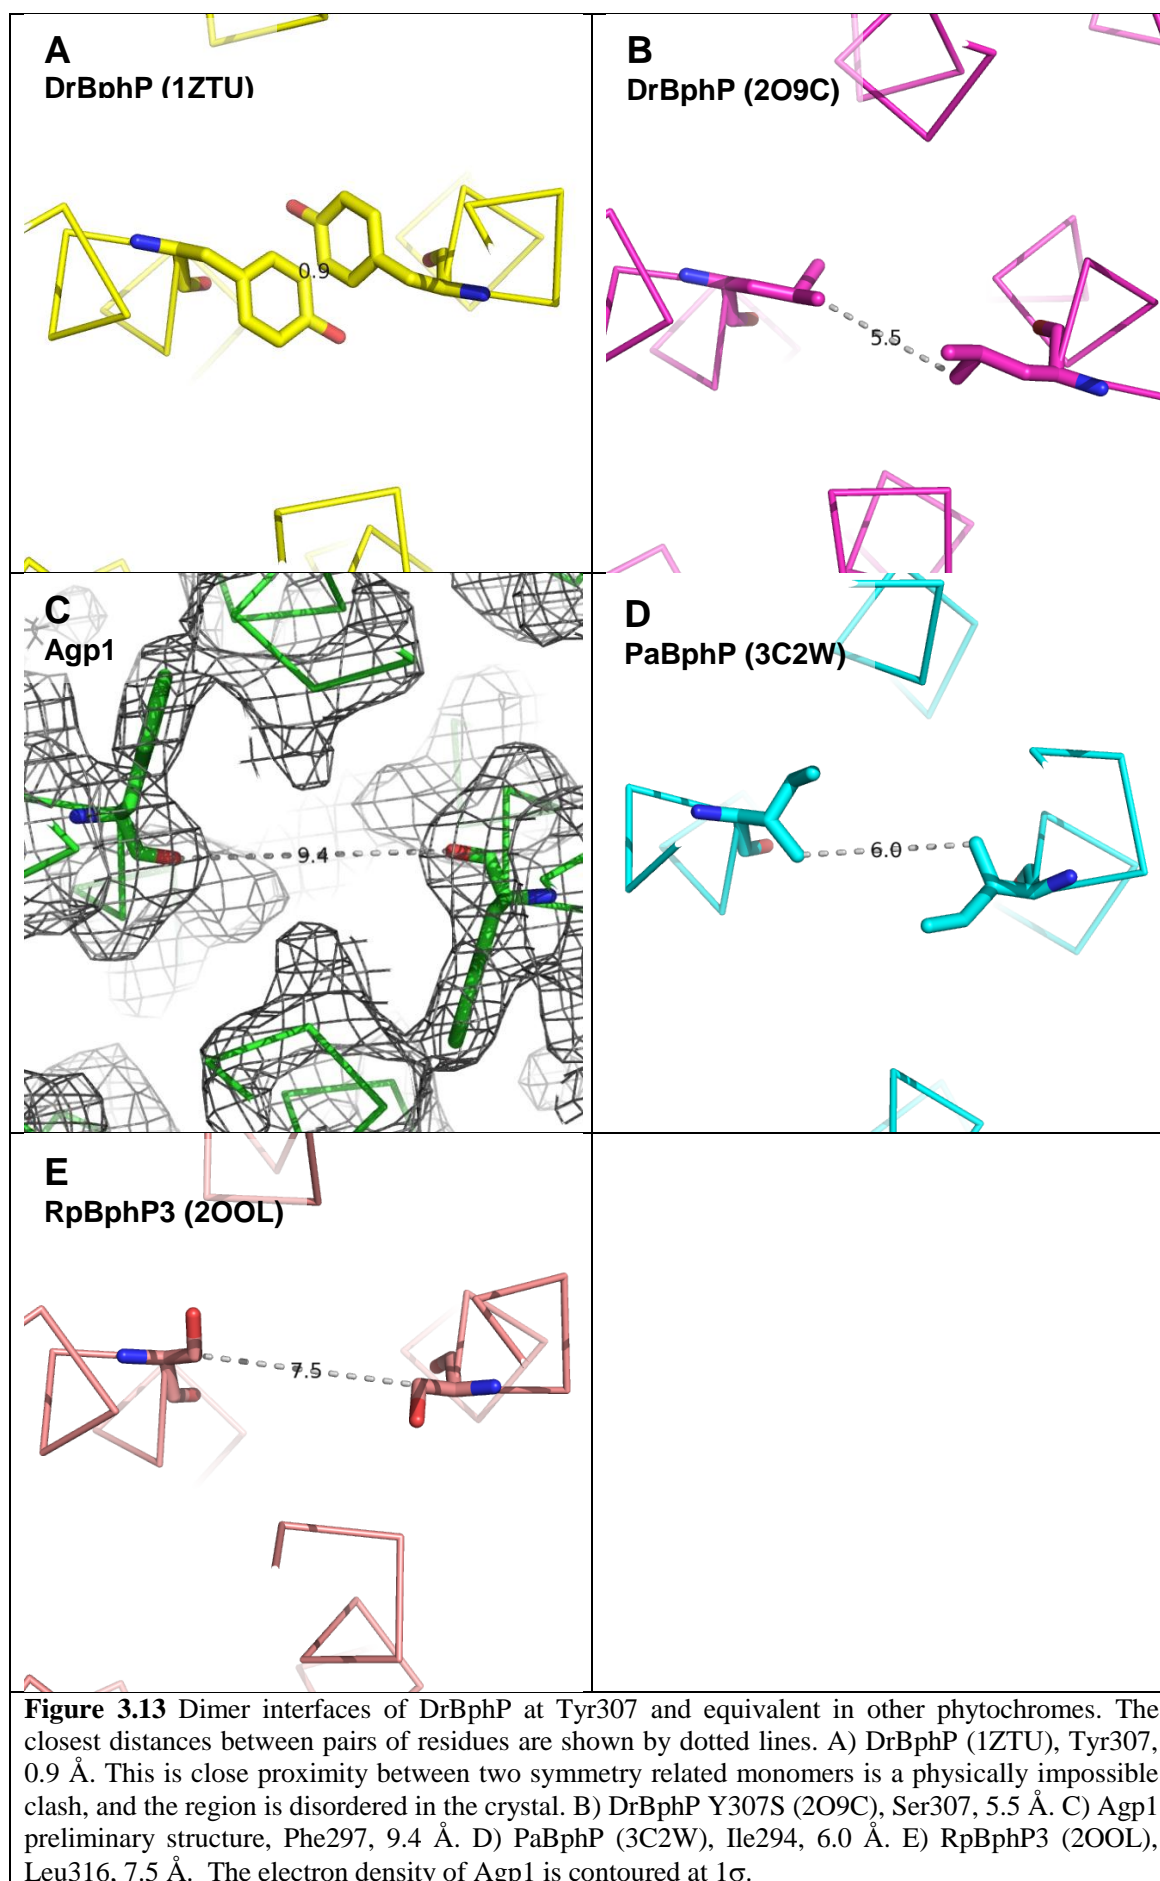 A
DrBphP (1ZTU)
0.9
B
DrBphP (2O9C)
5.5
C
Agp1
9.4
D
PaBphP (3C2W)
6.0
E
RpBphP3 (2OOL)
7.5
Figure 3.13 Dimer interfaces of DrBphP at Tyr307 and equivalent in other phytochromes. The
closest distances between pairs of residues are shown by dotted lines. A) DrBphP (1ZTU), Tyr307,
0.9 Å. This is close proximity between two symmetry related monomers is a physically impossible
clash, and the region is disordered in the crystal. B) DrBphP Y307S (2O9C), Ser307, 5.5 Å. C) Agp1
preliminary structure, Phe297, 9.4 Å. D) PaBphP (3C2W), Ile294, 6.0 Å. E) RpBphP3 (2OOL),
Leu316, 7.5 Å. The electron density of Agp1 is contoured at 1σ.